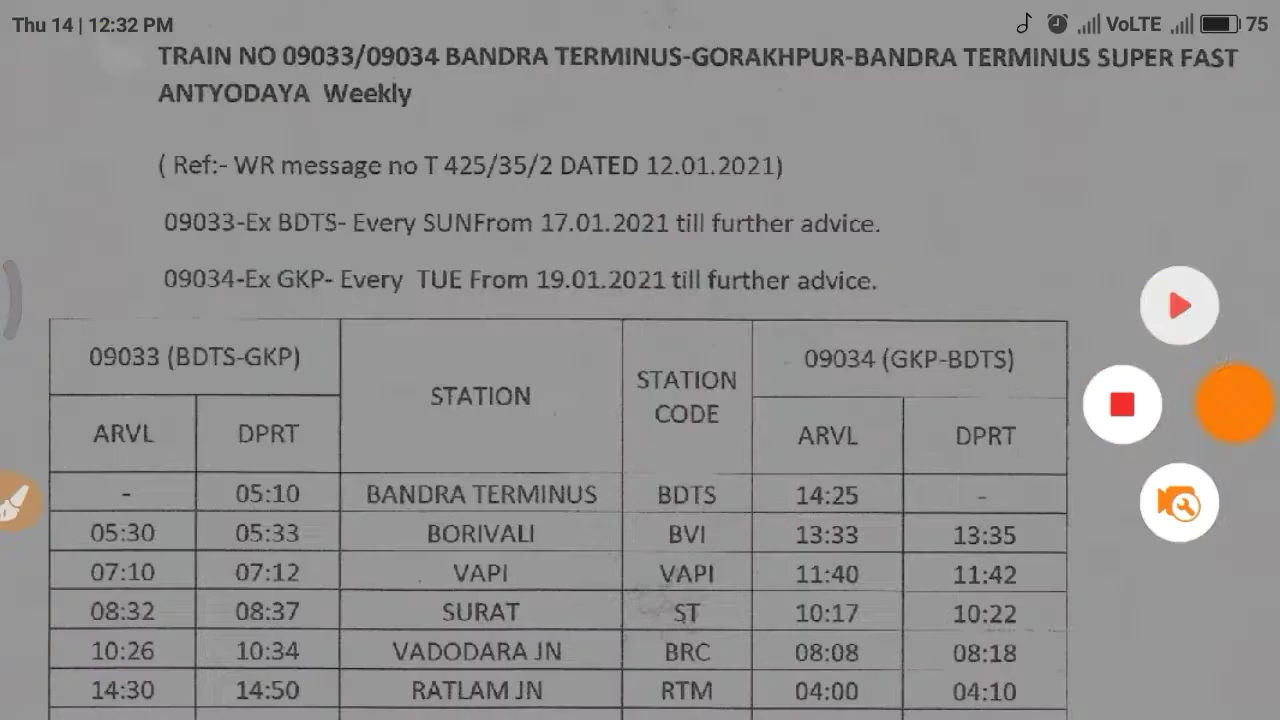 Thu 14 | 12:32 PM
VoLTE 75
TRAIN NO 09033/09034 BANDRA TERMINUS-GORAKHPUR-BANDRA TERMINUS SUPER FAST
ANTYODAYA Weekly
( Ref:- WR message no T 425/35/2 DATED 12.01.2021)
09033-Ex BDTS- Every SUNFrom 17.01.2021 till further advice.
09034-Ex GKP- Every TUE From 19.01.2021 till further advice.
09033 (BDTS-GKP) STATION STATION CODE 09034 (GKP-BDTS)
ARVL DPRT ARVL DPRT
- 05:10 BANDRA TERMINUS BDTS 14:25 -
05:30 05:33 BORIVALI BVI 13:33 13:35
07:10 07:12 VAPI VAPI 11:40 11:42
08:32 08:37 SURAT ST 10:17 10:22
10:26 10:34 VADODARA JN BRC 08:08 08:18
14:30 14:50 RATLAM JN RTM 04:00 04:10